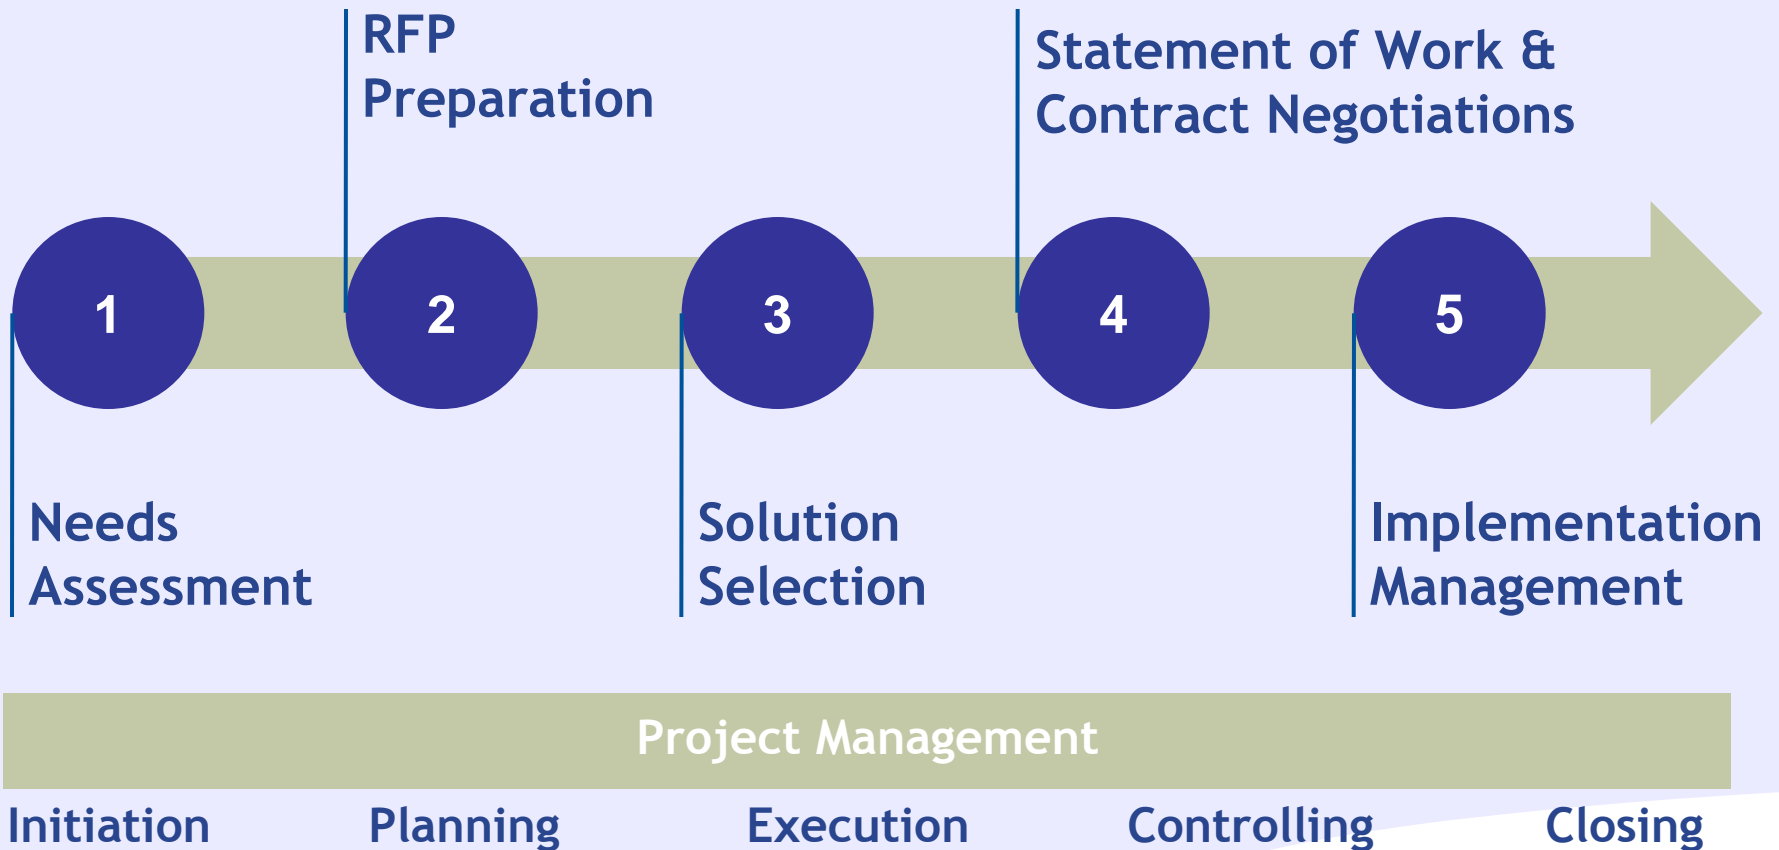 RFP
Preparation
Statement of Work &
Contract Negotiations
1
2
3
4
5
Needs
Assessment
Solution
Selection
Implementation
Management
Project Management
Initiation
Planning
Execution
Controlling
Closing